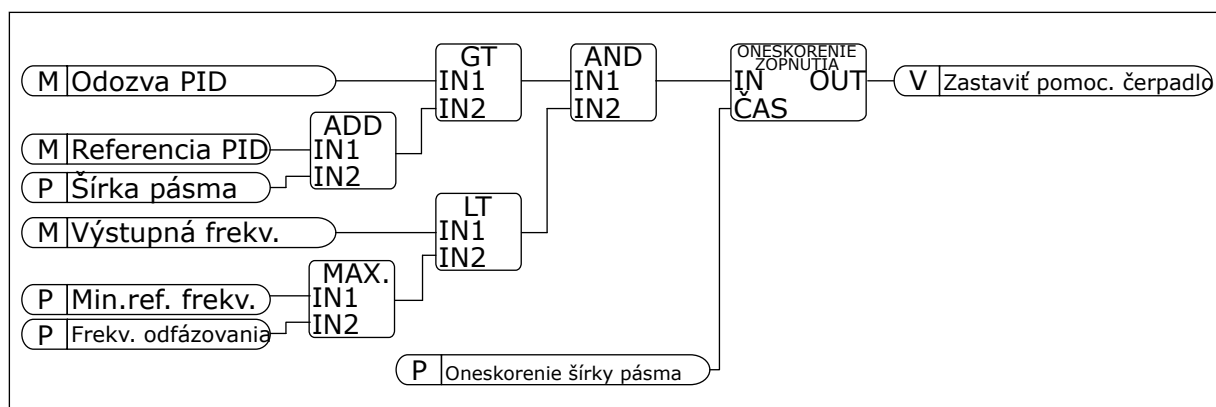 GT
AND
ONESKORENIE
ZOPNUTIA
M Odozva PID
IN1
IN1
IN OUT
V Zastaviť pomoc. čerpadlo
IN2
IN2
ČAS
ADD
M Referencia PID
IN1
IN2
P Šírka pásma
LT
M Výstupná frekv.
IN1
IN2
MAX.
P Min.ref. frekv.
IN1
IN2
P Frekv. odfázovania
P Oneskorenie šírky pásma